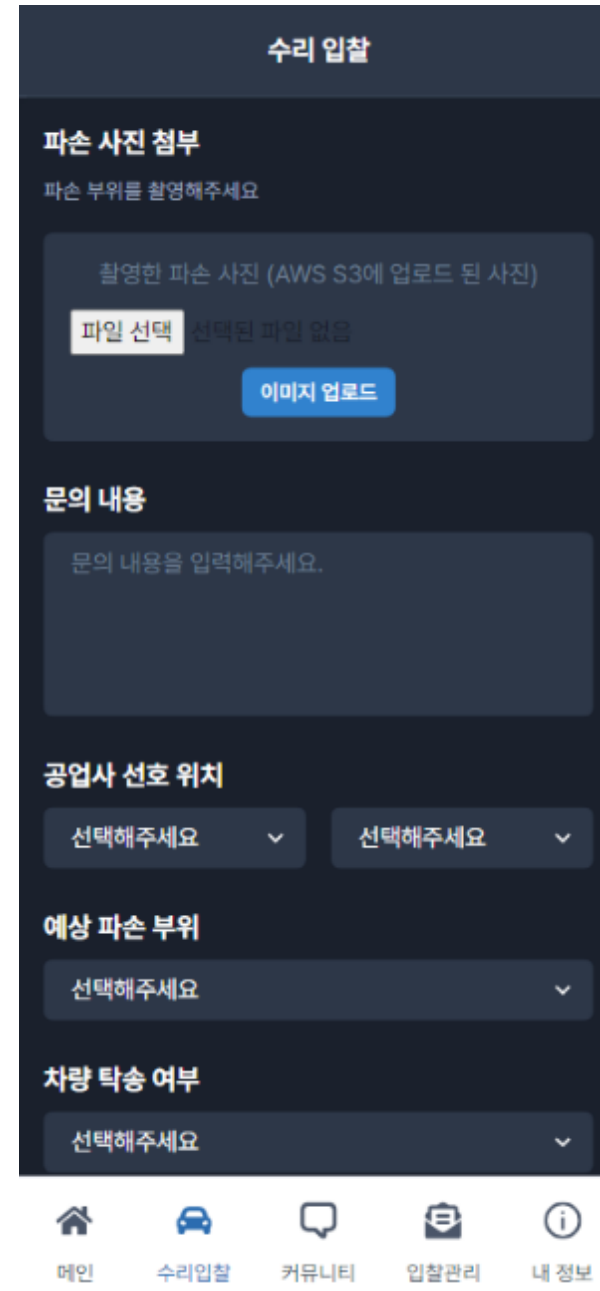 수리 입찰
파손 사진 첨부
파손 부위를 촬영해주세요
촬영한 파손 사진 (AWS S3에 업로드 된 사진)
파일 선택 선택된 파일 없음
이미지 업로드
문의 내용
문의 내용을 입력해주세요.
공업사 선호 위치
선택해주세요 선택해주세요
예상 파손 부위
선택해주세요
차량 탁송 여부
선택해주세요
메인 수리입찰 커뮤니티 입찰관리 내 정보